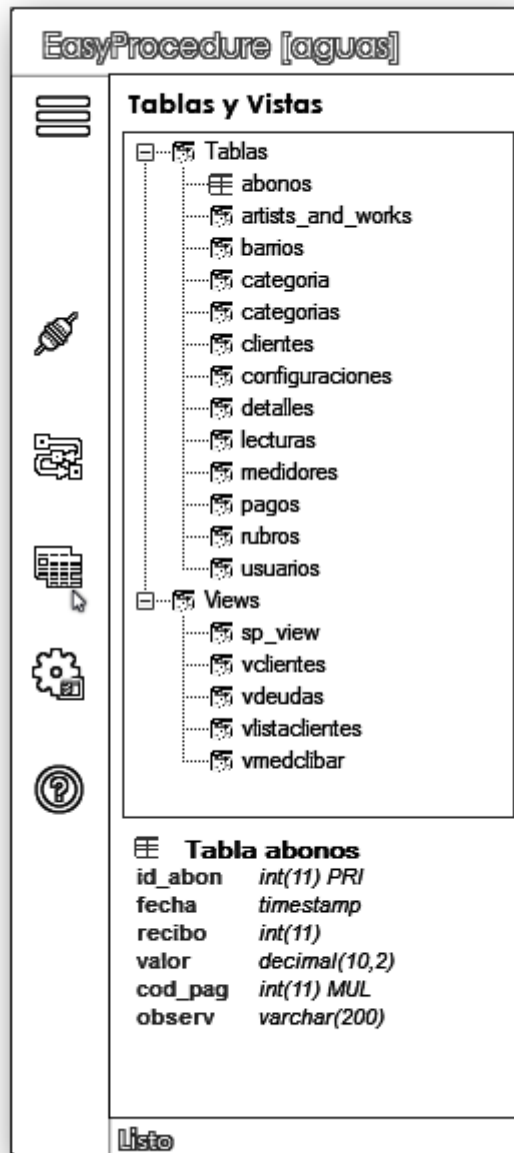 EasyProcedure [aguas]
Tablas y Vistas
Tablas
abonos
artists_and_works
barrios
categoria
categorias
clientes
configuraciones
detalles
lecturas
medidores
pagos
rubros
usuarios
Views
sp_view
vclientes
vdeudas
vlistaclientes
vmedclibar
Tabla abonos
id_abon int(11) PRI
fecha timestamp
recibo int(11)
valor decimal(10,2)
cod_pag int(11) MUL
observ varchar(200)
Listo